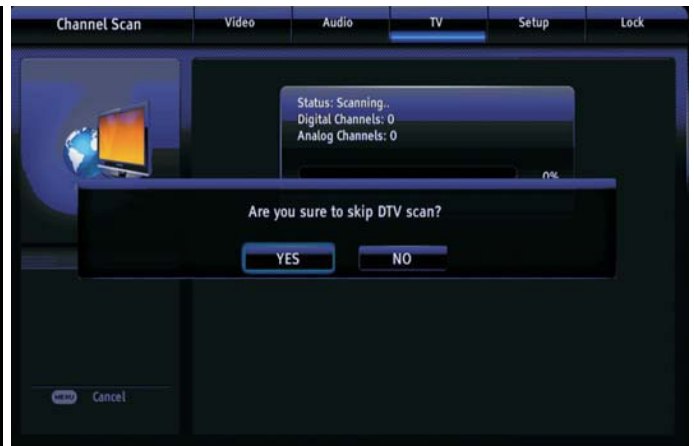 Channel Scan Video Audio TV Setup Lock
Status: Scanning..
Digital Channels: 0
Analog Channels: 0
0%
Are you sure to skip DTV scan?
YES NO
MENU Cancel